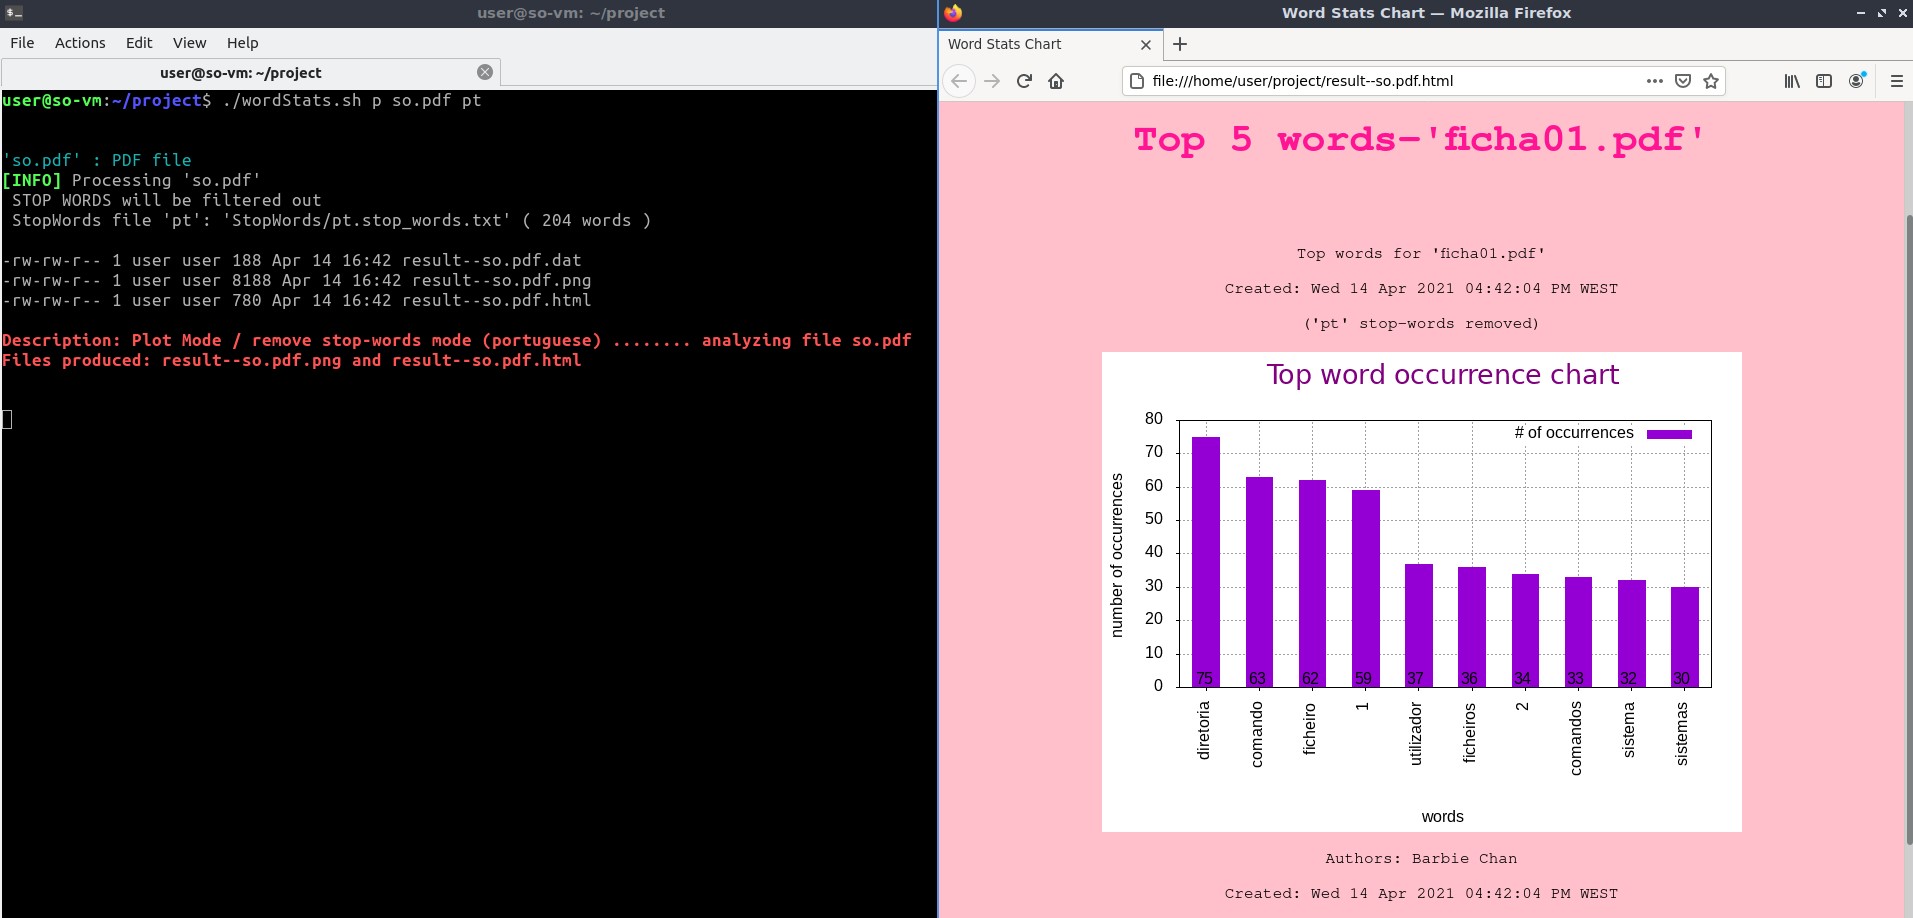 user@so-vm: ~/project
File Actions Edit View Help
user@so-vm: ~/project
user@so-vm:~/project$ ./wordStats.sh p so.pdf pt
'so.pdf' : PDF file
[INFO] Processing 'so.pdf'
STOP WORDS will be filtered out
StopWords file 'pt': 'StopWords/pt.stop_words.txt' ( 204 words )
-rw-rw-r-- 1 user user 188 Apr 14 16:42 result--so.pdf.dat
-rw-rw-r-- 1 user user 8188 Apr 14 16:42 result--so.pdf.png
-rw-rw-r-- 1 user user 780 Apr 14 16:42 result--so.pdf.html
Description: Plot Mode / remove stop-words mode (portuguese) ........ analyzing file so.pdf
Files produced: result--so.pdf.png and result--so.pdf.html
Word Stats Chart — Mozilla Firefox
Word Stats Chart
file:///home/user/project/result--so.pdf.html
Top 5 words-'ficha01.pdf'
Top words for 'ficha01.pdf'
Created: Wed 14 Apr 2021 04:42:04 PM WEST
('pt' stop-words removed)
Top word occurrence chart
# of occurrences
number of occurrences
80
70
60
50
40
30
20
10
0
75 63 62 59 37 36 34 33 32 30
diretoria comando ficheiro 1 utilizador ficheiros 2 comandos sistema sistemas
words
Authors: Barbie Chan
Created: Wed 14 Apr 2021 04:42:04 PM WEST